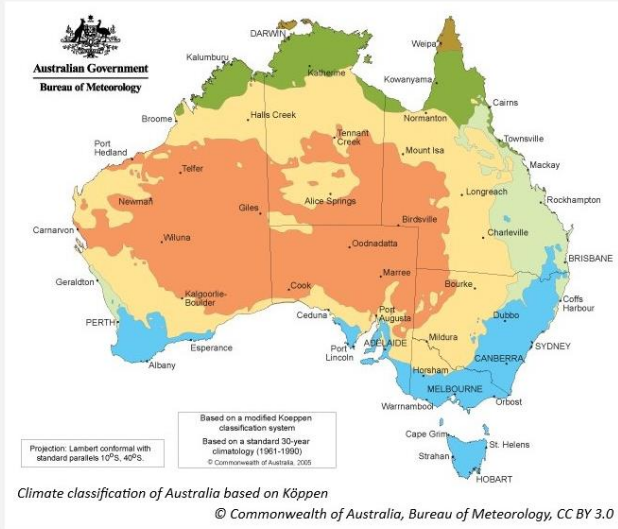 Australian Government
Bureau of Meteorology
DARWIN
Weipa
Kalumburu
Katherine
Kowanyama
Cairns
Broome
Halls Creek
Normanton
Townsville
Port
Hedland
Tennant
Creek
Mount Isa
Mackay
Telfer
Newman
Longreach
Rockhampton
Giles
Alice Springs
Carnarvon
Birdsville
Wiluna
Charleville
Oodnadatta
BRISBANE
Geraldton
Marree
Kalgoorlie-
Boulder
Cook
Bourke
Coffs
Harbour
PERTH
Ceduna
Port
Augusta
Dubbo
Esperance
Port
Lincoln
ADELAIDE
Mildura
SYDNEY
Albany
CANBERRA
Horsham
MELBOURNE
Warrnambool
Orbost
Cape Grim
St. Helens
Strahan
HOBART
Based on a modified Koeppen
classification system
Based on a standard 30-year
climatology (1961-1990)
© Commonwealth of Australia, 2005
Projection: Lambert conformal with
standard parallels 10°S, 40°S.
Climate classification of Australia based on Köppen
© Commonwealth of Australia, Bureau of Meteorology, CC BY 3.0